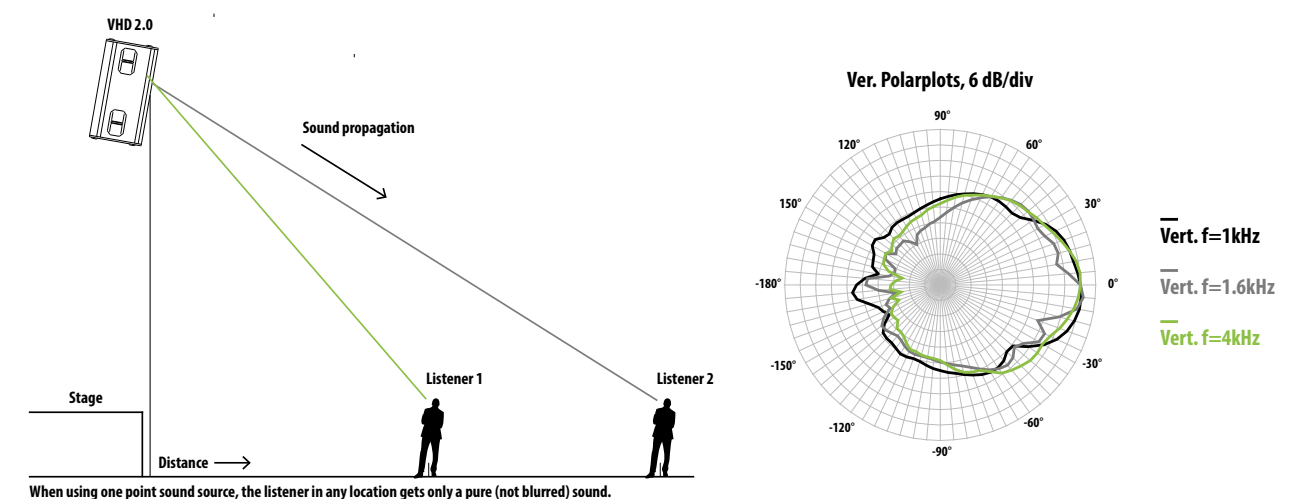 VHD 2.0
Sound propagation
Listener 1
Listener 2
Stage
Distance
When using one point sound source, the listener in any location gets only a pure (not blurred) sound.
Ver. Polarplots, 6 dB/div
90°
120°
60°
150°
30°
-180°
0°
-150°
-30°
-120°
-60°
-90°
Vert. f=1kHz
Vert. f=1.6kHz
Vert. f=4kHz